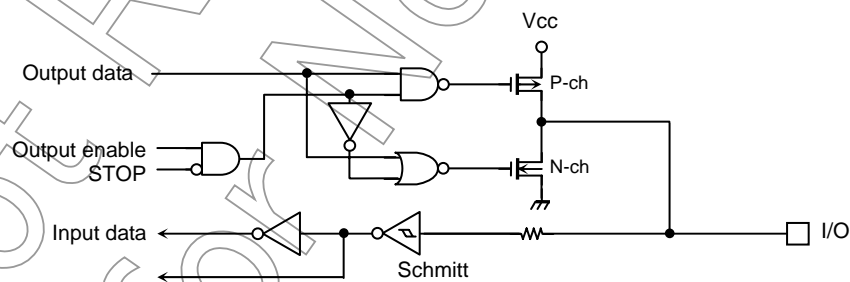 Vcc
Output data
P-ch
Output enable
STOP
N-ch
Input data
I/O
Schmitt